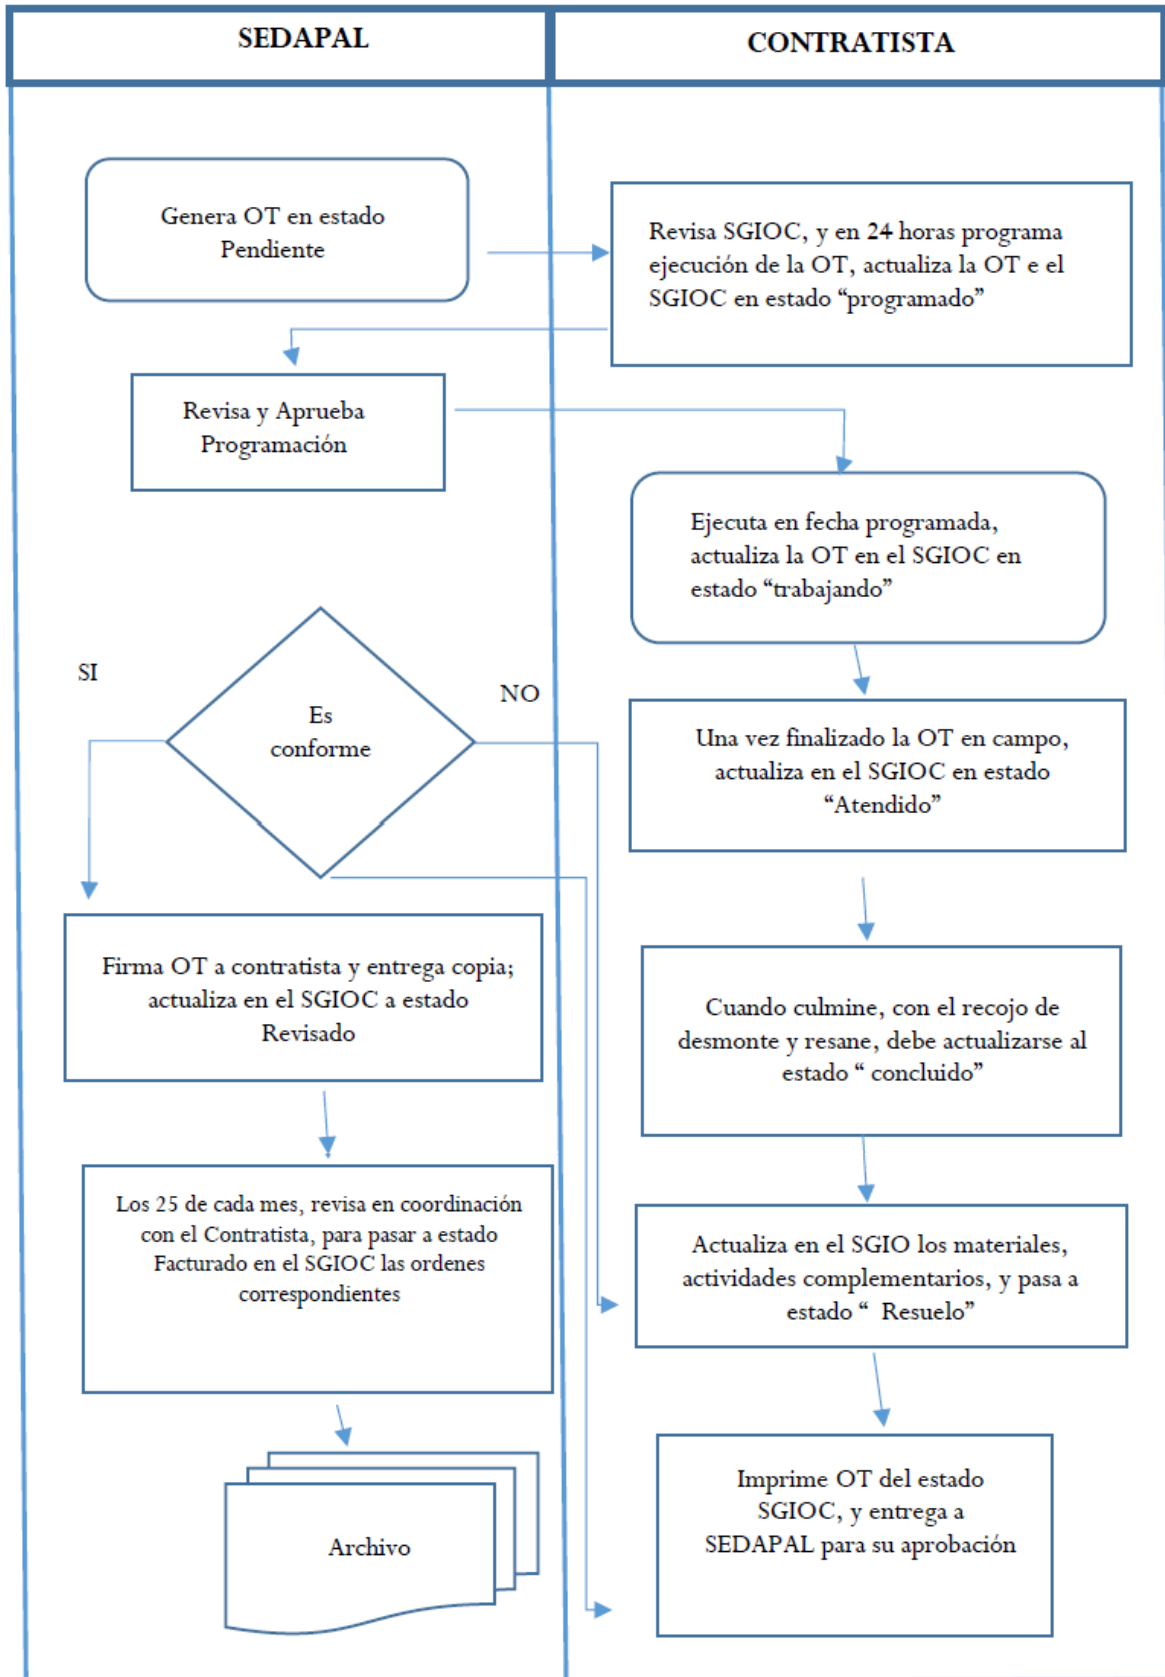 SEDAPAL
CONTRATISTA
Genera OT en estado
Pendiente
Revisa SGIOC, y en 24 horas programa
ejecución de la OT, actualiza la OT e el
SGIOC en estado “programado”
Revisa y Aprueba
Programación
Ejecuta en fecha programada,
actualiza la OT en el SGIOC en
estado “trabajando”
SI
NO
Es
conforme
Una vez finalizado la OT en campo,
actualiza en el SGIOC en estado
“Atendido”
Firma OT a contratista y entrega copia;
actualiza en el SGIOC a estado
Revisado
Cuando culmine, con el recojo de
desmonte y resane, debe actualizarse al
estado “ concluido”
Los 25 de cada mes, revisa en coordinación
con el Contratista, para pasar a estado
Facturado en el SGIOC las ordenes
correspondientes
Actualiza en el SGIO los materiales,
actividades complementarios, y pasa a
estado “ Resuelo”
Archivo
Imprime OT del estado
SGIOC, y entrega a
SEDAPAL para su aprobación